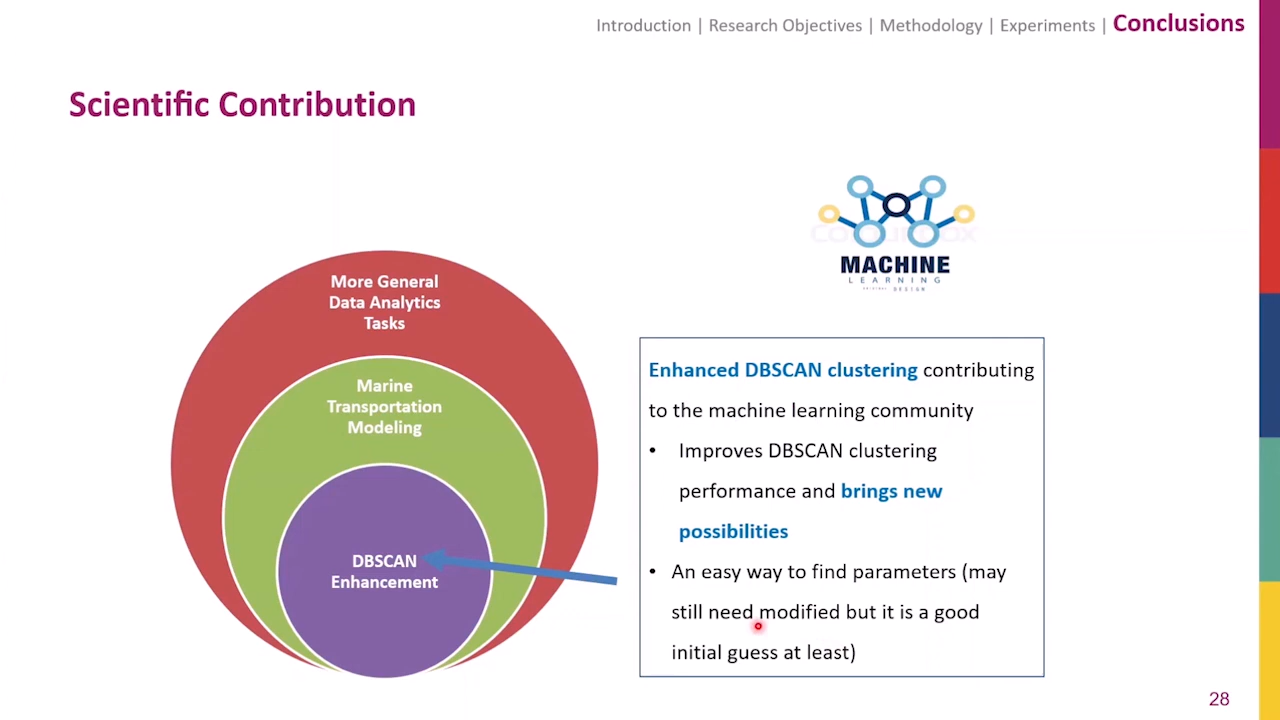 Introduction | Research Objectives | Methodology | Experiments | Conclusions
Scientific Contribution
MACHINE
LEARNING
ORIGINAL DESIGN
More General
Data Analytics
Tasks
Marine
Transportation
Modeling
DBSCAN
Enhancement
Enhanced DBSCAN clustering contributing
to the machine learning community
• Improves DBSCAN clustering
performance and brings new
possibilities
• An easy way to find parameters (may
still need modified but it is a good
initial guess at least)
28